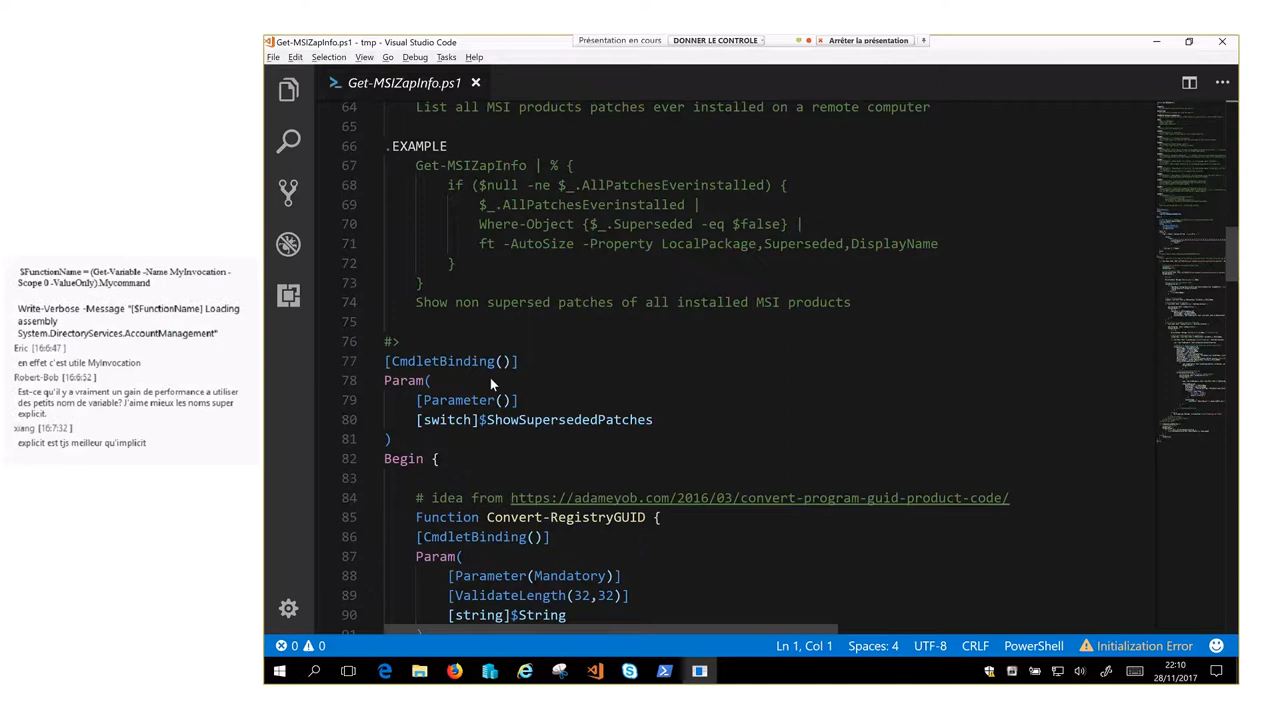 $FunctionName = (Get-Variable -Name MyInvocation -
Scope 0 -ValueOnly).Mycommand
Write-Verbose -Message "[$FunctionName] Loading
assembly
System.DirectoryServices.AccountManagement"
Eric [16:6:47]
en effet c'est utile MyInvocation
Robert-Bob [16:6:52]
Est-ce qu'il y a vraiment un gain de performance a utiliser
des petits nom de variable? J'aime mieux les noms super
explicit.
xiang [16:7:32]
explicit est tjs meilleur qu'implicit
Get-MSIZapInfo.ps1 - tmp - Visual Studio Code
Présentation en cours DONNER LE CONTROLE Arrêter la présentation
File Edit Selection View Go Debug Tasks Help
Get-MSIZapInfo.ps1
64 List all MSI products patches ever installed on a remote computer
65
66 .EXAMPLE
67 Get-MSIZapInfo | % {
68 if ($null -ne $_.AllPatchesEverinstalled) {
69 $_.AllPatchesEverinstalled |
70 Where-Object {$_.Superseded -eq $false} |
71 ft -AutoSize -Property LocalPackage,Superseded,DisplayName
72 }
73 }
74 Show non supersed patches of all installed MSI products
75
76 #>
77 [CmdletBinding()]
78 Param(
79 [Parameter()]
80 [switch]$ShowSupersededPatches
81 )
82 Begin {
83
84 # idea from https://adameyob.com/2016/03/convert-program-guid-product-code/
85 Function Convert-RegistryGUID {
86 [CmdletBinding()]
87 Param(
88 [Parameter(Mandatory)]
89 [ValidateLength(32,32)]
90 [string]$String
0 0 Ln 1, Col 1 Spaces: 4 UTF-8 CRLF PowerShell Initialization Error
22:10
28/11/2017